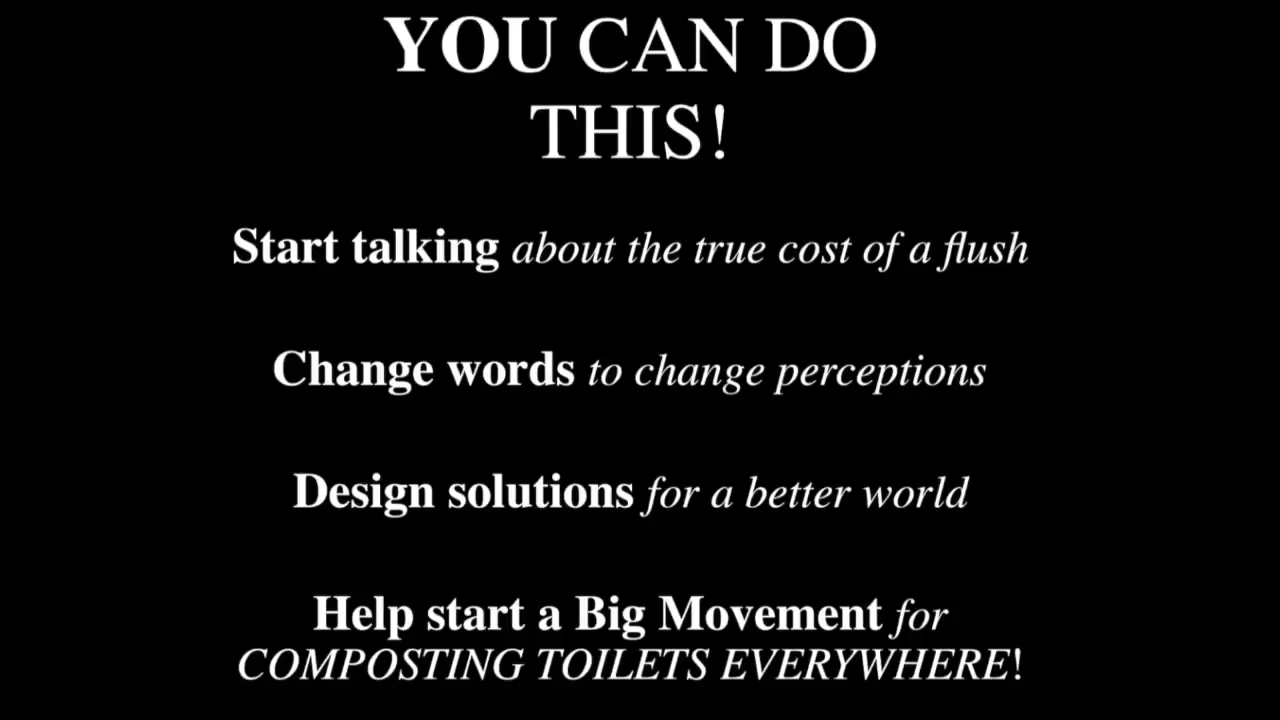 YOU CAN DO
THIS!
Start talking about the true cost of a flush
Change words to change perceptions
Design solutions for a better world
Help start a Big Movement for
COMPOSTING TOILETS EVERYWHERE!